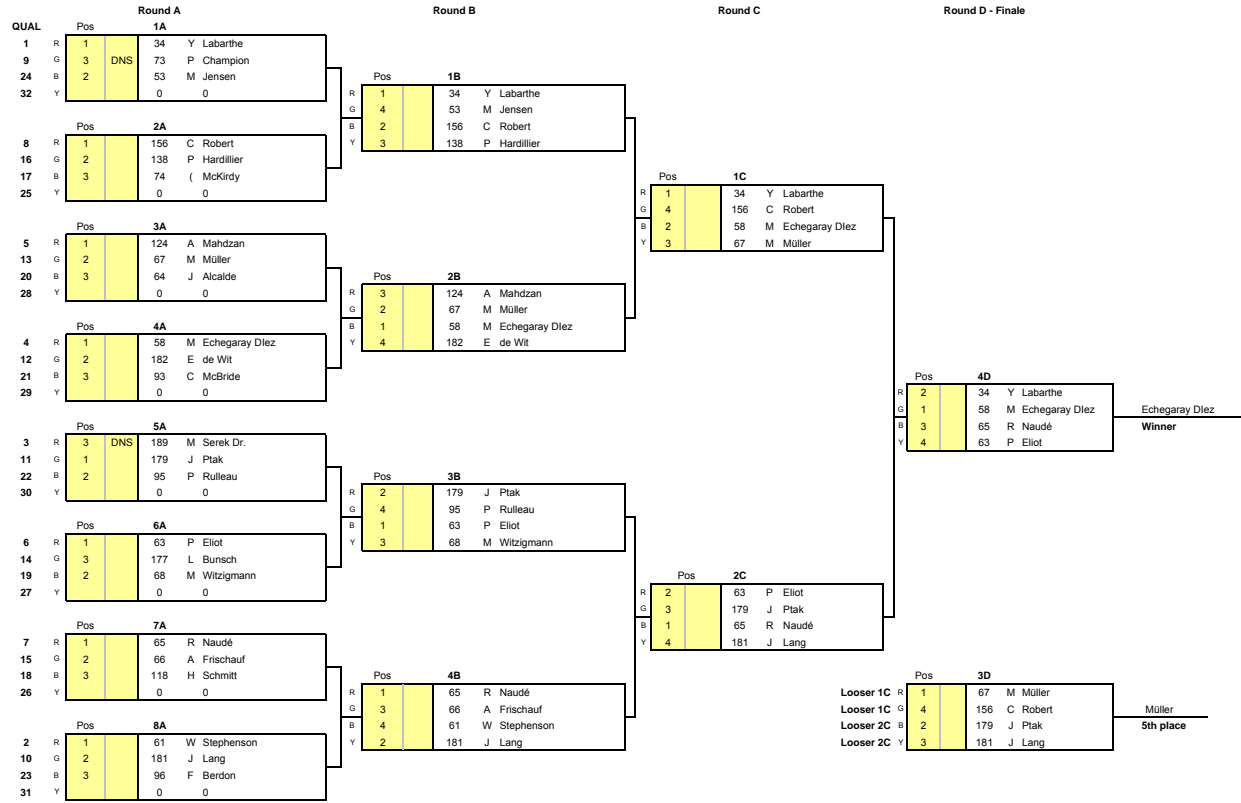 Round A Round B Round C Round D - Finale
QUAL Pos 1A
1 R 1 34 Y Labarthe
9 G 3 DNS 73 P Champion
24 B 2 53 M Jensen
32 Y 0 0
Pos 2A
8 R 1 156 C Robert
16 G 2 138 P Hardillier
17 B 3 74 ( McKirdy
25 Y 0 0
Pos 3A
5 R 1 124 A Mahdzan
13 G 2 67 M Müller
20 B 3 64 J Alcalde
28 Y 0 0
Pos 4A
4 R 1 58 M Echegaray DIez
12 G 2 182 E de Wit
21 B 3 93 C McBride
29 Y 0 0
Pos 5A
3 R 3 DNS 189 M Serek Dr.
11 G 1 179 J Ptak
22 B 2 95 P Rulleau
30 Y 0 0
Pos 6A
6 R 1 63 P Eliot
14 G 3 177 L Bunsch
19 B 2 68 M Witzigmann
27 Y 0 0
Pos 7A
7 R 1 65 R Naudé
15 G 2 66 A Frischauf
18 B 3 118 H Schmitt
26 Y 0 0
Pos 8A
2 R 1 61 W Stephenson
10 G 2 181 J Lang
23 B 3 96 F Berdon
31 Y 0 0
Pos 1B
R 1 34 Y Labarthe
G 4 53 M Jensen
B 2 156 C Robert
Y 3 138 P Hardillier
Pos 2B
R 3 124 A Mahdzan
G 2 67 M Müller
B 1 58 M Echegaray DIez
Y 4 182 E de Wit
Pos 3B
R 2 179 J Ptak
G 4 95 P Rulleau
B 1 63 P Eliot
Y 3 68 M Witzigmann
Pos 4B
R 1 65 R Naudé
G 3 66 A Frischauf
B 4 61 W Stephenson
Y 2 181 J Lang
Pos 1C
R 1 34 Y Labarthe
G 4 156 C Robert
B 2 58 M Echegaray DIez
Y 3 67 M Müller
Pos 2C
R 2 63 P Eliot
G 3 179 J Ptak
B 1 65 R Naudé
Y 4 181 J Lang
Pos 4D
R 2 34 Y Labarthe
G 1 58 M Echegaray DIez Echegaray DIez
B 3 65 R Naudé Winner
Y 4 63 P Eliot
Pos 3D
Looser 1C R 1 67 M Müller
Looser 1C G 4 156 C Robert Müller
Looser 2C B 2 179 J Ptak 5th place
Looser 2C Y 3 181 J Lang